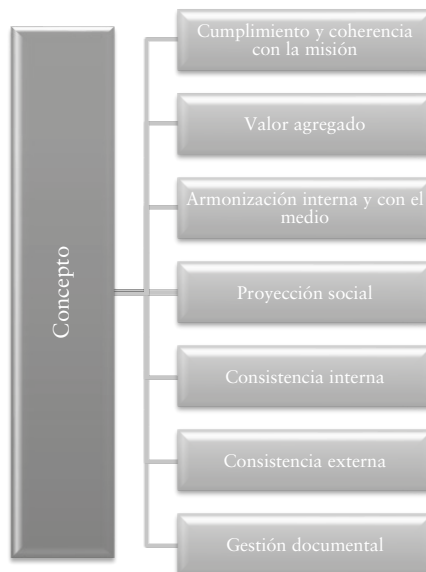 Concepto
Cumplimiento y coherencia
con la misión
Valor agregado
Armonización interna y con el
medio
Proyección social
Consistencia interna
Consistencia externa
Gestión documental